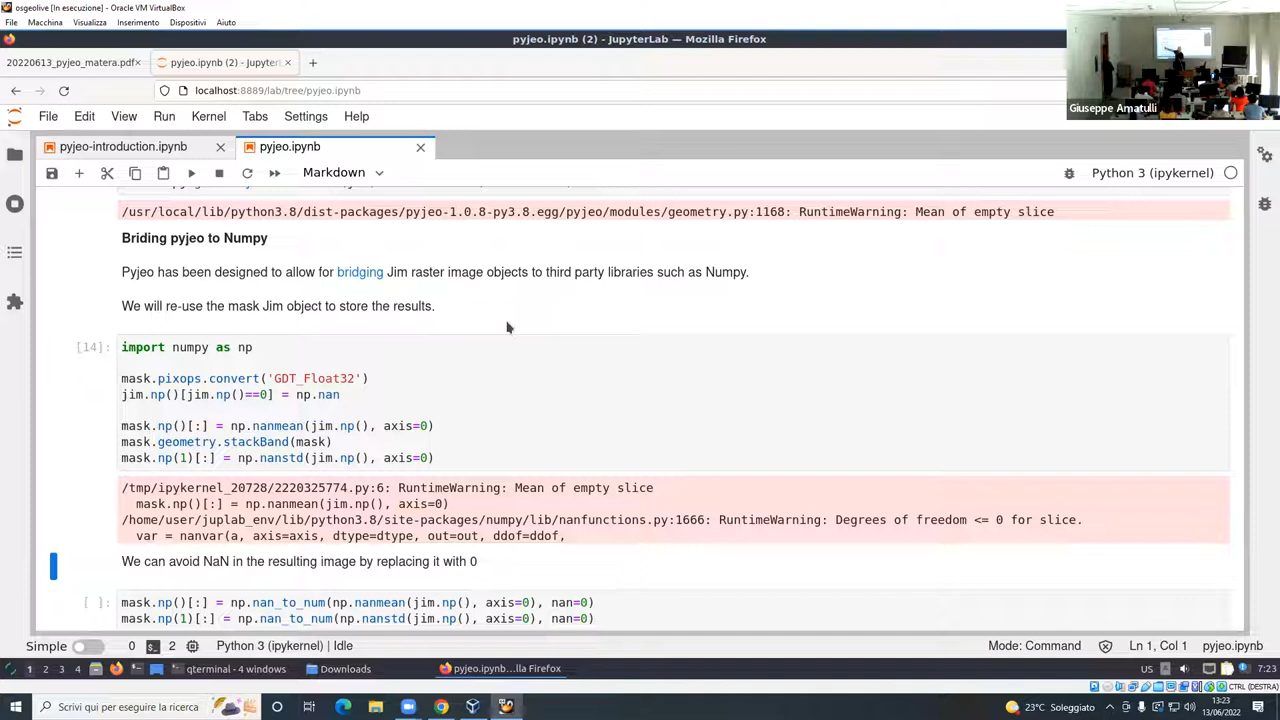 osgeolive [In esecuzione] - Oracle VM VirtualBox
File Macchina Visualizza Inserimento Dispositivi Aiuto
pyjeo.ipynb (2) - JupyterLab — Mozilla Firefox
20220613_pyjeo_matera.pdf× pyjeo.ipynb (2) - JupyterL ×
localhost:8889/lab/tree/pyjeo.ipynb
Giuseppe Amatulli
File Edit View Run Kernel Tabs Settings Help
pyjeo-introduction.ipynb pyjeo.ipynb
Markdown Python 3 (ipykernel)
/usr/local/lib/python3.8/dist-packages/pyjeo-1.0.8-py3.8.egg/pyjeo/modules/geometry.py:1168: RuntimeWarning: Mean of empty slice
Briding pyjeo to Numpy
Pyjeo has been designed to allow for bridging Jim raster image objects to third party libraries such as Numpy.
We will re-use the mask Jim object to store the results.
[14]: import numpy as np
mask.pixops.convert('GDT_Float32')
jim.np()[jim.np()==0] = np.nan
mask.np()[:] = np.nanmean(jim.np(), axis=0)
mask.geometry.stackBand(mask)
mask.np(1)[:] = np.nanstd(jim.np(), axis=0)
/tmp/ipykernel_20728/2220325774.py:6: RuntimeWarning: Mean of empty slice
mask.np()[:] = np.nanmean(jim.np(), axis=0)
/home/user/juplab_env/lib/python3.8/site-packages/numpy/lib/nanfunctions.py:1666: RuntimeWarning: Degrees of freedom <= 0 for slice.
var = nanvar(a, axis=axis, dtype=dtype, out=out, ddof=ddof,
We can avoid NaN in the resulting image by replacing it with 0
[ ]: mask.np()[:] = np.nan_to_num(np.nanmean(jim.np(), axis=0), nan=0)
mask.np(1)[:] = np.nan_to_num(np.nanstd(jim.np(), axis=0), nan=0)
Simple 0 2 Python 3 (ipykernel) | Idle Mode: Command Ln 1, Col 1 pyjeo.ipynb
1 2 3 4 qterminal - 4 windows Downloads pyjeo.ipynb...lla Firefox US 7:23
CTRL (DESTRA)
Scrivi qui per eseguire la ricerca 23°C Soleggiato 13:23
13/06/2022